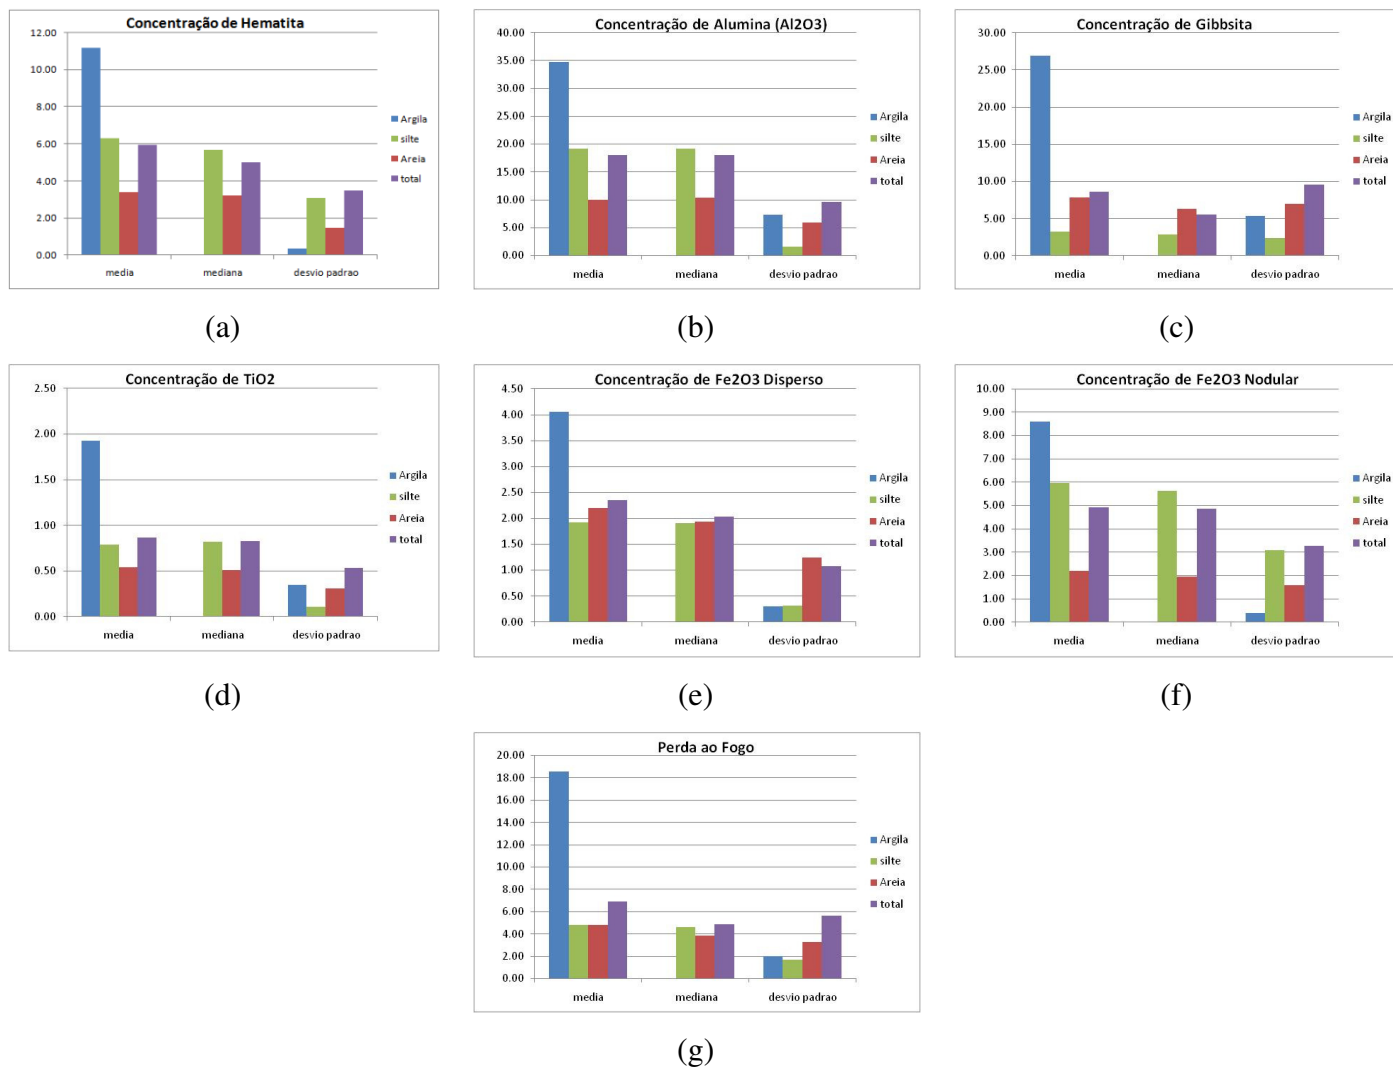 Concentração de Hematita
12.00
10.00
8.00
6.00
4.00
2.00
0.00
media mediana desvio padrao
Argila
silte
Areia
total
(a)
Concentração de Alumina (Al2O3)
40.00
35.00
30.00
25.00
20.00
15.00
10.00
5.00
0.00
media mediana desvio padrao
Argila
silte
Areia
total
(b)
Concentração de Gibbsita
30.00
25.00
20.00
15.00
10.00
5.00
0.00
media mediana desvio padrao
Argila
silte
Areia
total
(c)
Concentração de TiO2
2.50
2.00
1.50
1.00
0.50
0.00
media mediana desvio padrao
Argila
silte
Areia
total
(d)
Concentração de Fe2O3 Disperso
4.50
4.00
3.50
3.00
2.50
2.00
1.50
1.00
0.50
0.00
media mediana desvio padrao
Argila
silte
Areia
total
(e)
Concentração de Fe2O3 Nodular
10.00
9.00
8.00
7.00
6.00
5.00
4.00
3.00
2.00
1.00
0.00
media mediana desvio padrao
Argila
silte
Areia
total
(f)
Perda ao Fogo
20.00
18.00
16.00
14.00
12.00
10.00
8.00
6.00
4.00
2.00
0.00
media mediana desvio padrao
Argila
silte
Areia
total
(g)